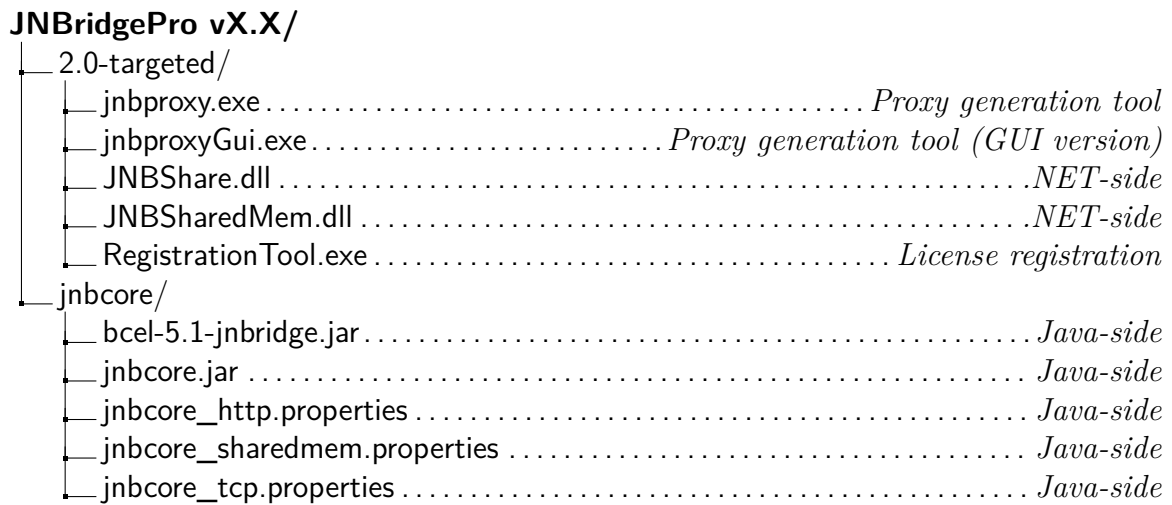 JNBridgePro vX.X/
2.0-targeted/
jnbproxy.exe . . . . . . . . . . . . . . . . . . . . . . . . . . . . . . . . . . . . . . . . Proxy generation tool
jnbproxyGui.exe . . . . . . . . . . . . . . . . . . . . . . . . . Proxy generation tool (GUI version)
JNBShare.dll . . . . . . . . . . . . . . . . . . . . . . . . . . . . . . . . . . . . . . . . . . . . . . . . . . .NET-side
JNBSharedMem.dll . . . . . . . . . . . . . . . . . . . . . . . . . . . . . . . . . . . . . . . . . . . . .NET-side
RegistrationTool.exe . . . . . . . . . . . . . . . . . . . . . . . . . . . . . . . . . . . License registration
jnbcore/
bcel-5.1-jnbridge.jar . . . . . . . . . . . . . . . . . . . . . . . . . . . . . . . . . . . . . . . . . . . . Java-side
jnbcore.jar . . . . . . . . . . . . . . . . . . . . . . . . . . . . . . . . . . . . . . . . . . . . . . . . . . . . Java-side
jnbcore_http.properties . . . . . . . . . . . . . . . . . . . . . . . . . . . . . . . . . . . . . . . . . Java-side
jnbcore_sharedmem.properties . . . . . . . . . . . . . . . . . . . . . . . . . . . . . . . . . . Java-side
jnbcore_tcp.properties . . . . . . . . . . . . . . . . . . . . . . . . . . . . . . . . . . . . . . . . . . Java-side